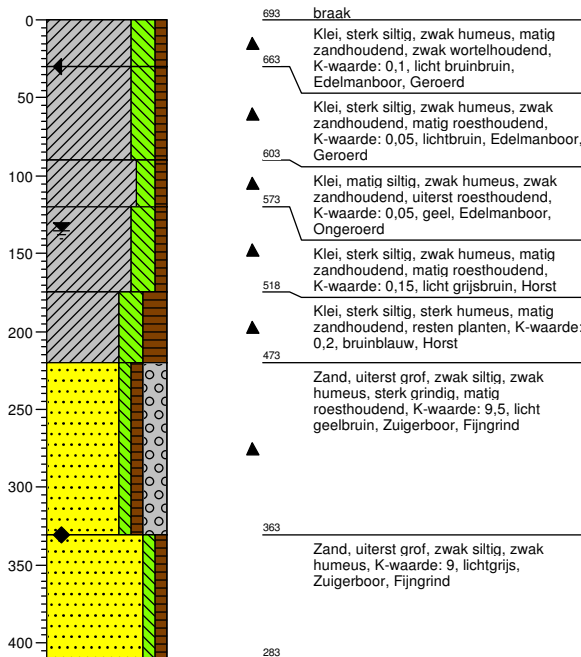 0
50
100
150
200
250
300
350
400
693 braak
Klei, sterk siltig, zwak humeus, matig
zandhoudend, zwak wortelhoudend,
K-waarde: 0,1, licht bruinbruin,
Edelmanboor, Geroerd
663
Klei, sterk siltig, zwak humeus, zwak
zandhoudend, matig roesthoudend,
K-waarde: 0,05, lichtbruin, Edelmanboor,
Geroerd
603
Klei, matig siltig, zwak humeus, zwak
zandhoudend, uiterst roesthoudend,
K-waarde: 0,05, geel, Edelmanboor,
Ongeroerd
573
Klei, sterk siltig, zwak humeus, matig
zandhoudend, matig roesthoudend,
K-waarde: 0,15, licht grijsbruin, Horst
518
Klei, sterk siltig, sterk humeus, matig
zandhoudend, resten planten, K-waarde:
0,2, bruinblauw, Horst
473
Zand, uiterst grof, zwak siltig, zwak
humeus, sterk grindig, matig
roesthoudend, K-waarde: 9,5, licht
geelbruin, Zuigerboor, Fijngrind
363
Zand, uiterst grof, zwak siltig, zwak
humeus, K-waarde: 9, lichtgrijs,
Zuigerboor, Fijngrind
283